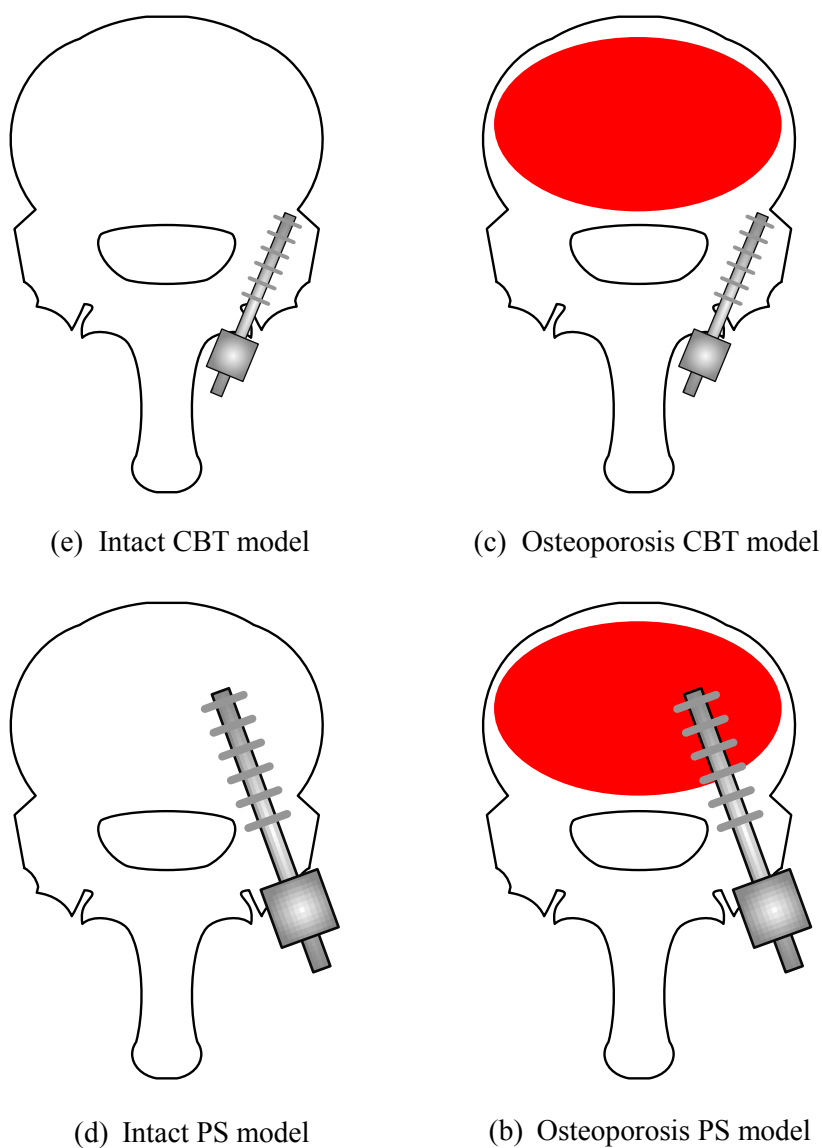 (e) Intact CBT model
(c) Osteoporosis CBT model
(d) Intact PS model
(b) Osteoporosis PS model